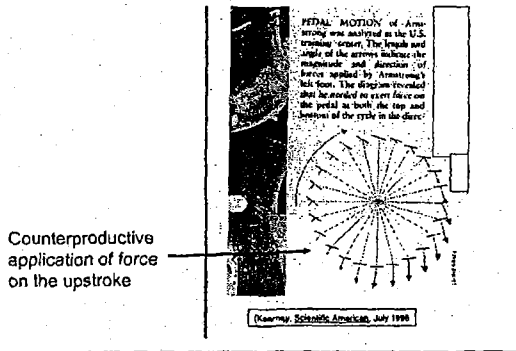 PEDAL MOTION of Arm-
strong was analyzed at the U.S.
training center. The length and
angle of the arrows indicate the
magnitude and direction of
forces applied by Armstrong's
left foot. The diagram revealed
that he needed to exert force on
the pedal at both the top and
bottom of the cycle in the direc-
Counterproductive
application of force
on the upstroke
(Kearney, Scientific American, July 1996